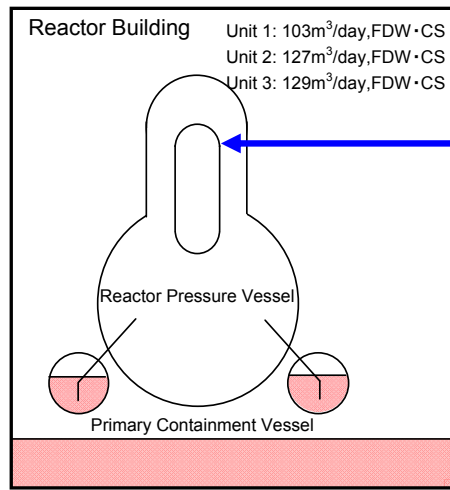 Reactor Building
Unit 1: 103m³/day,FDW・CS
Unit 2: 127m³/day,FDW・CS
Unit 3: 129m³/day,FDW・CS
Reactor Pressure Vessel
Primary Containment Vessel